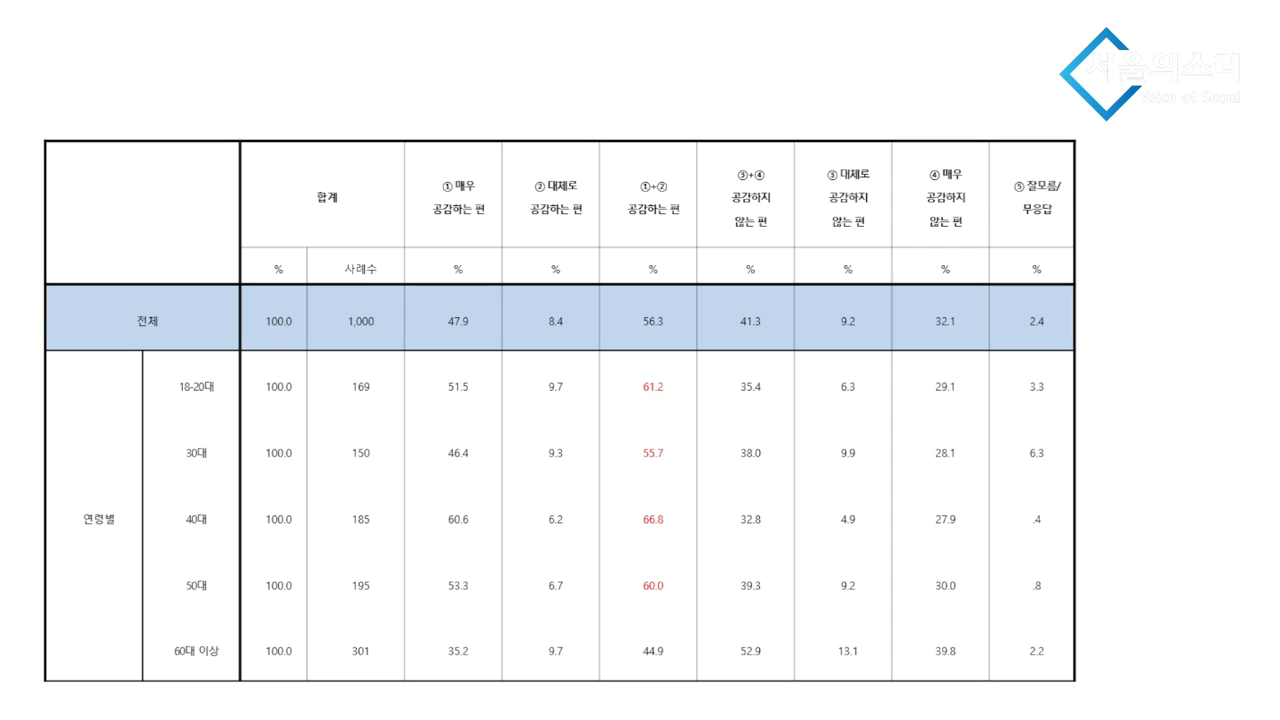 서울의소리
Voice of Seoul
합계
① 매우
공감하는 편
② 대체로
공감하는 편
①+②
공감하는 편
③+④
공감하지
않는 편
③ 대체로
공감하지
않는 편
④ 매우
공감하지
않는 편
⑤ 잘모름/
무응답
% 사례수 % % % % % % %
전체 100.0 1,000 47.9 8.4 56.3 41.3 9.2 32.1 2.4
연령별
18-20대 100.0 169 51.5 9.7 61.2 35.4 6.3 29.1 3.3
30대 100.0 150 46.4 9.3 55.7 38.0 9.9 28.1 6.3
40대 100.0 185 60.6 6.2 66.8 32.8 4.9 27.9 .4
50대 100.0 195 53.3 6.7 60.0 39.3 9.2 30.0 .8
60대 이상 100.0 301 35.2 9.7 44.9 52.9 13.1 39.8 2.2